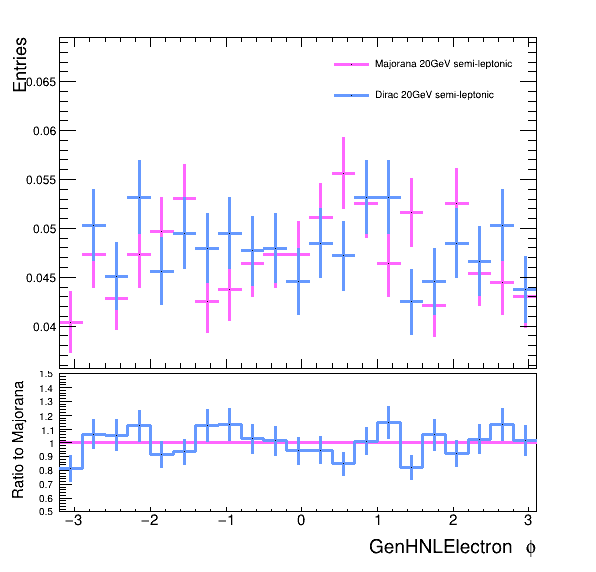 Entries
Majorana 20GeV semi-leptonic
Dirac 20GeV semi-leptonic
0.065
0.06
0.055
0.05
0.045
0.04
Ratio to Majorana
1.5
1.4
1.3
1.2
1.1
1
0.9
0.8
0.7
0.6
0.5
−3 −2 −1 0 1 2 3
GenHNLElectron ϕ